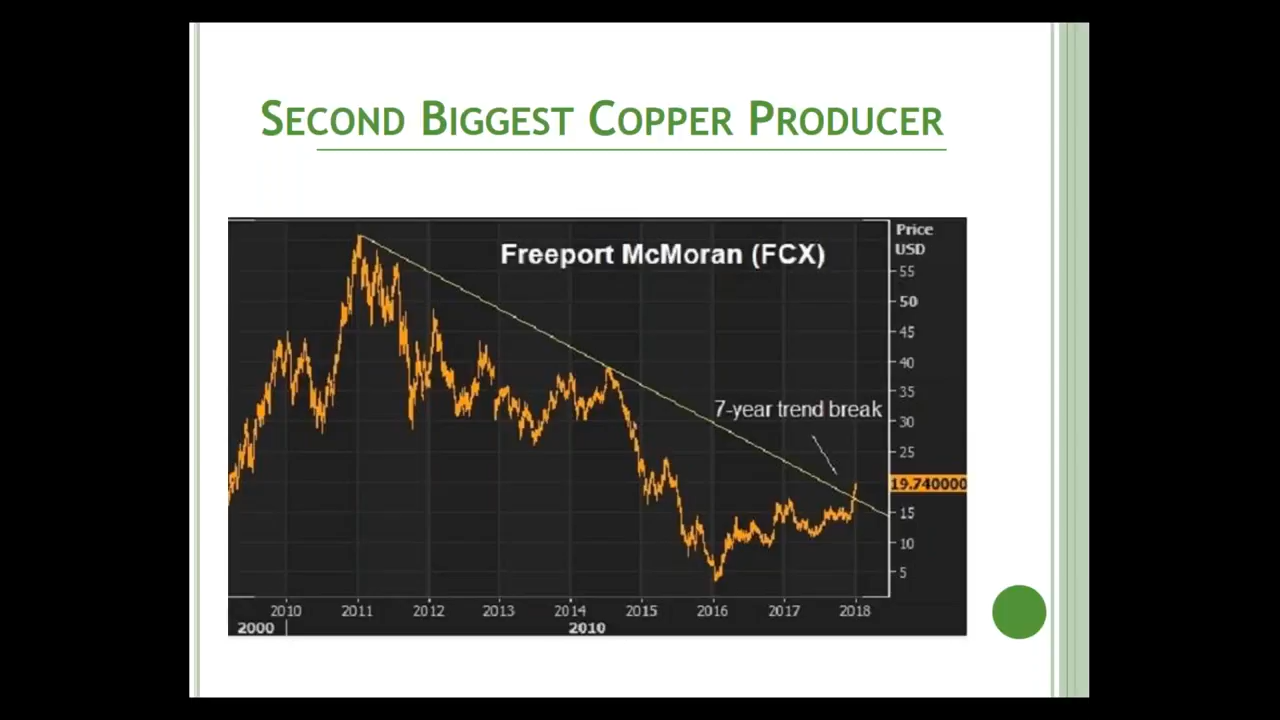 SECOND BIGGEST COPPER PRODUCER
Freeport McMoran (FCX)
Price
USD
55
50
45
40
35
7-year trend break
30
25
19.740000
15
10
5
2010 2011 2012 2013 2014 2015 2016 2017 2018
2000 2010